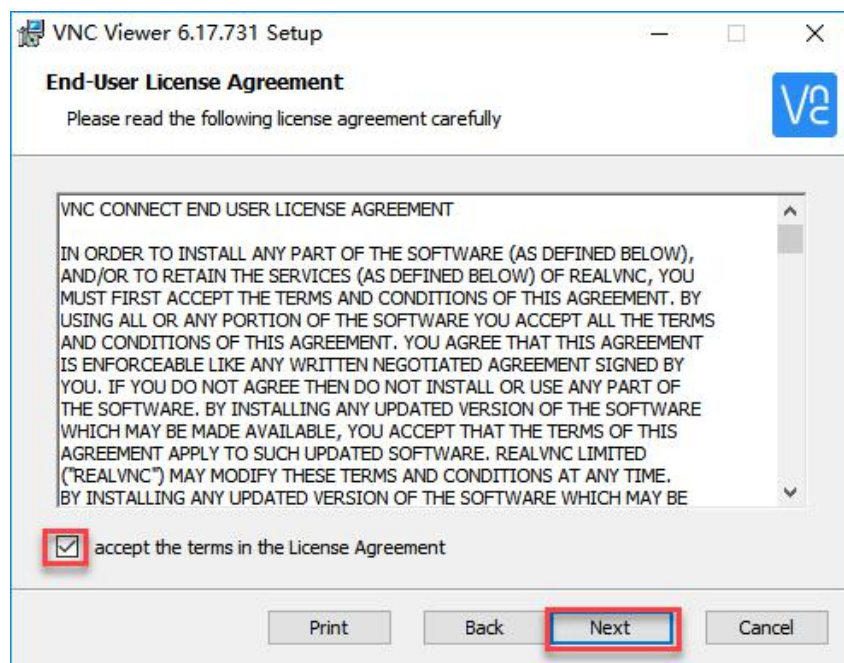 VNC Viewer 6.17.731 Setup
End-User License Agreement
Please read the following license agreement carefully
VNC CONNECT END USER LICENSE AGREEMENT
IN ORDER TO INSTALL ANY PART OF THE SOFTWARE (AS DEFINED BELOW),
AND/OR TO RETAIN THE SERVICES (AS DEFINED BELOW) OF REALVNC, YOU
MUST FIRST ACCEPT THE TERMS AND CONDITIONS OF THIS AGREEMENT. BY
USING ALL OR ANY PORTION OF THE SOFTWARE YOU ACCEPT ALL THE TERMS
AND CONDITIONS OF THIS AGREEMENT. YOU AGREE THAT THIS AGREEMENT
IS ENFORCEABLE LIKE ANY WRITTEN NEGOTIATED AGREEMENT SIGNED BY
YOU. IF YOU DO NOT AGREE THEN DO NOT INSTALL OR USE ANY PART OF
THE SOFTWARE. BY INSTALLING ANY UPDATED VERSION OF THE SOFTWARE
WHICH MAY BE MADE AVAILABLE, YOU ACCEPT THAT THE TERMS OF THIS
AGREEMENT APPLY TO SUCH UPDATED SOFTWARE. REALVNC LIMITED
("REALVNC") MAY MODIFY THESE TERMS AND CONDITIONS AT ANY TIME.
BY INSTALLING ANY UPDATED VERSION OF THE SOFTWARE WHICH MAY BE
accept the terms in the License Agreement
Print Back Next Cancel
VNC